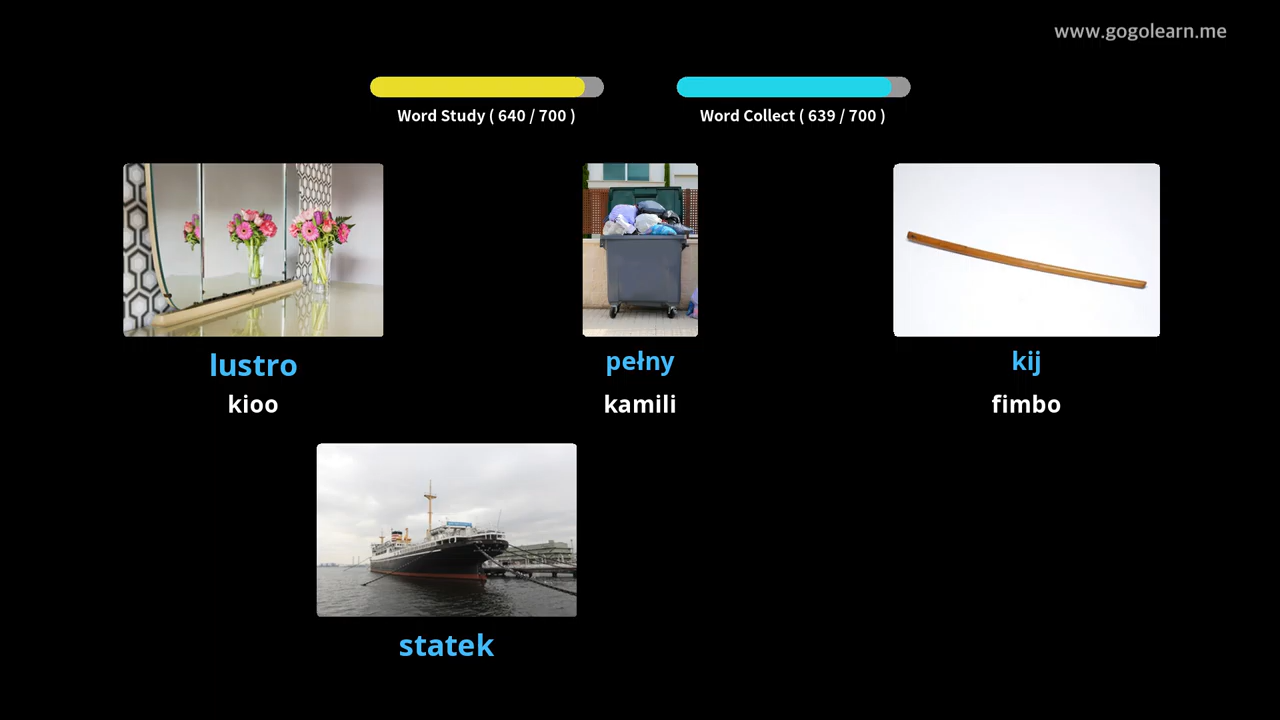 www.gogolearn.me
Word Study ( 640 / 700 )
Word Collect ( 639 / 700 )
lustro
kioo
pełny
kamili
kij
fimbo
statek